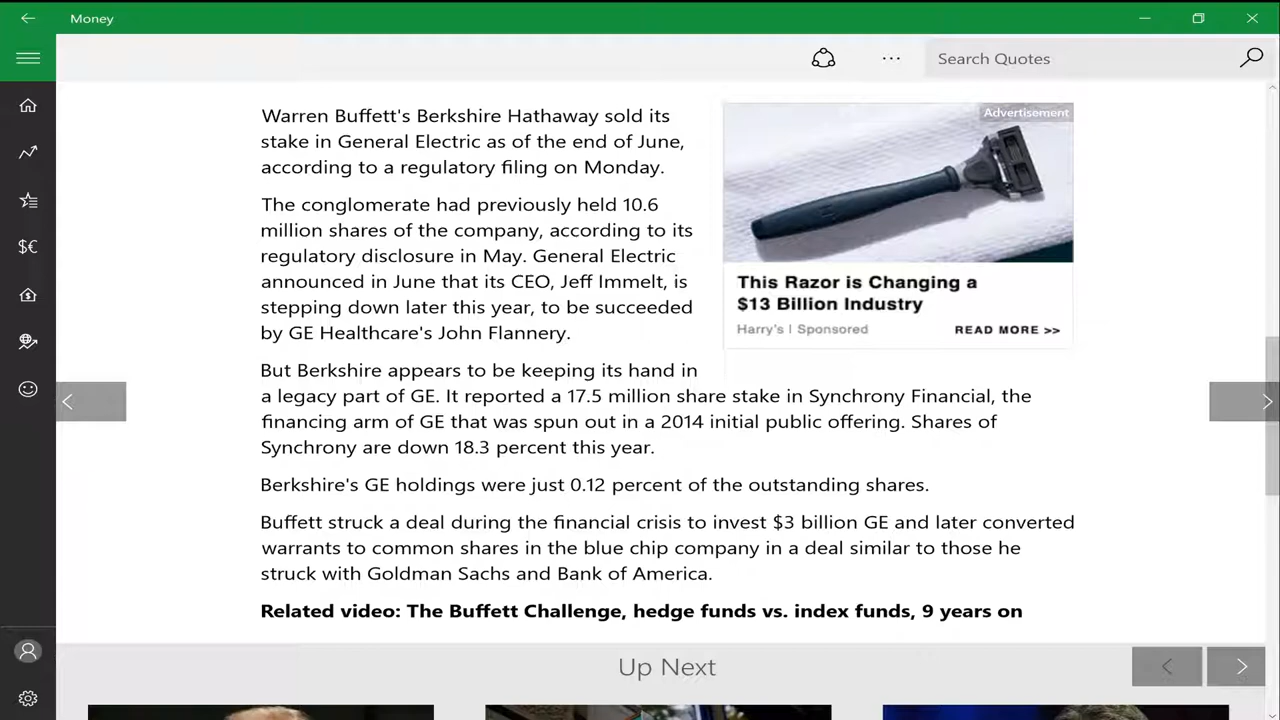 Money
Search Quotes
Warren Buffett's Berkshire Hathaway sold its
stake in General Electric as of the end of June,
according to a regulatory filing on Monday.
The conglomerate had previously held 10.6
million shares of the company, according to its
regulatory disclosure in May. General Electric
announced in June that its CEO, Jeff Immelt, is
stepping down later this year, to be succeeded
by GE Healthcare's John Flannery.
Advertisement
This Razor is Changing a
$13 Billion Industry
Harry's | Sponsored READ MORE >>
But Berkshire appears to be keeping its hand in
a legacy part of GE. It reported a 17.5 million share stake in Synchrony Financial, the
financing arm of GE that was spun out in a 2014 initial public offering. Shares of
Synchrony are down 18.3 percent this year.
Berkshire's GE holdings were just 0.12 percent of the outstanding shares.
Buffett struck a deal during the financial crisis to invest $3 billion GE and later converted
warrants to common shares in the blue chip company in a deal similar to those he
struck with Goldman Sachs and Bank of America.
Related video: The Buffett Challenge, hedge funds vs. index funds, 9 years on
Up Next